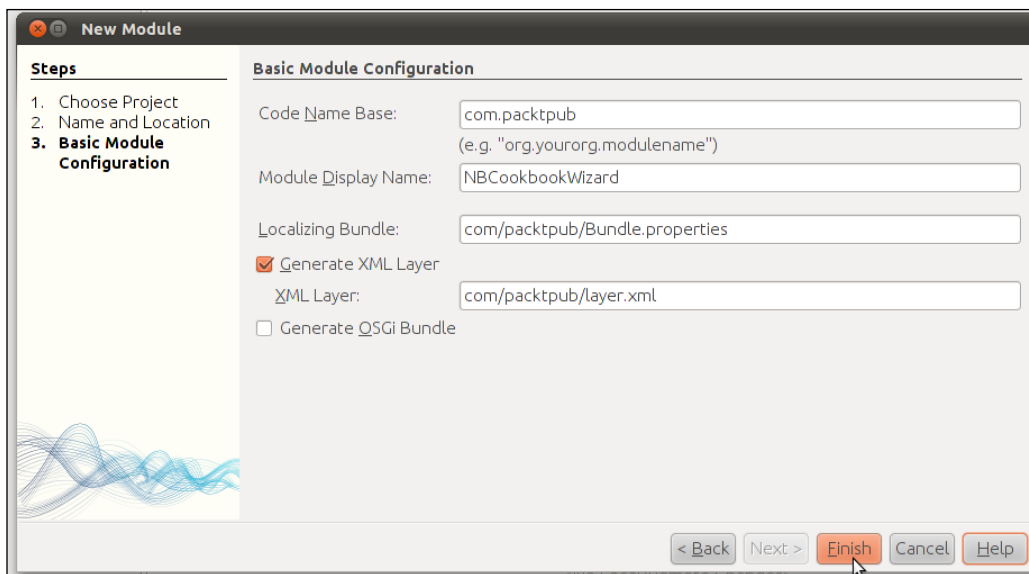 New Module
Steps
1. Choose Project
2. Name and Location
3. Basic Module
Configuration
Basic Module Configuration
Code Name Base:
com.packtpub
(e.g. "org.yourorg.modulename")
Module Display Name:
NBCookbookWizard
Localizing Bundle:
com/packtpub/Bundle.properties
Generate XML Layer
XML Layer:
com/packtpub/layer.xml
Generate OSGi Bundle
< Back
Next >
Finish
Cancel
Help